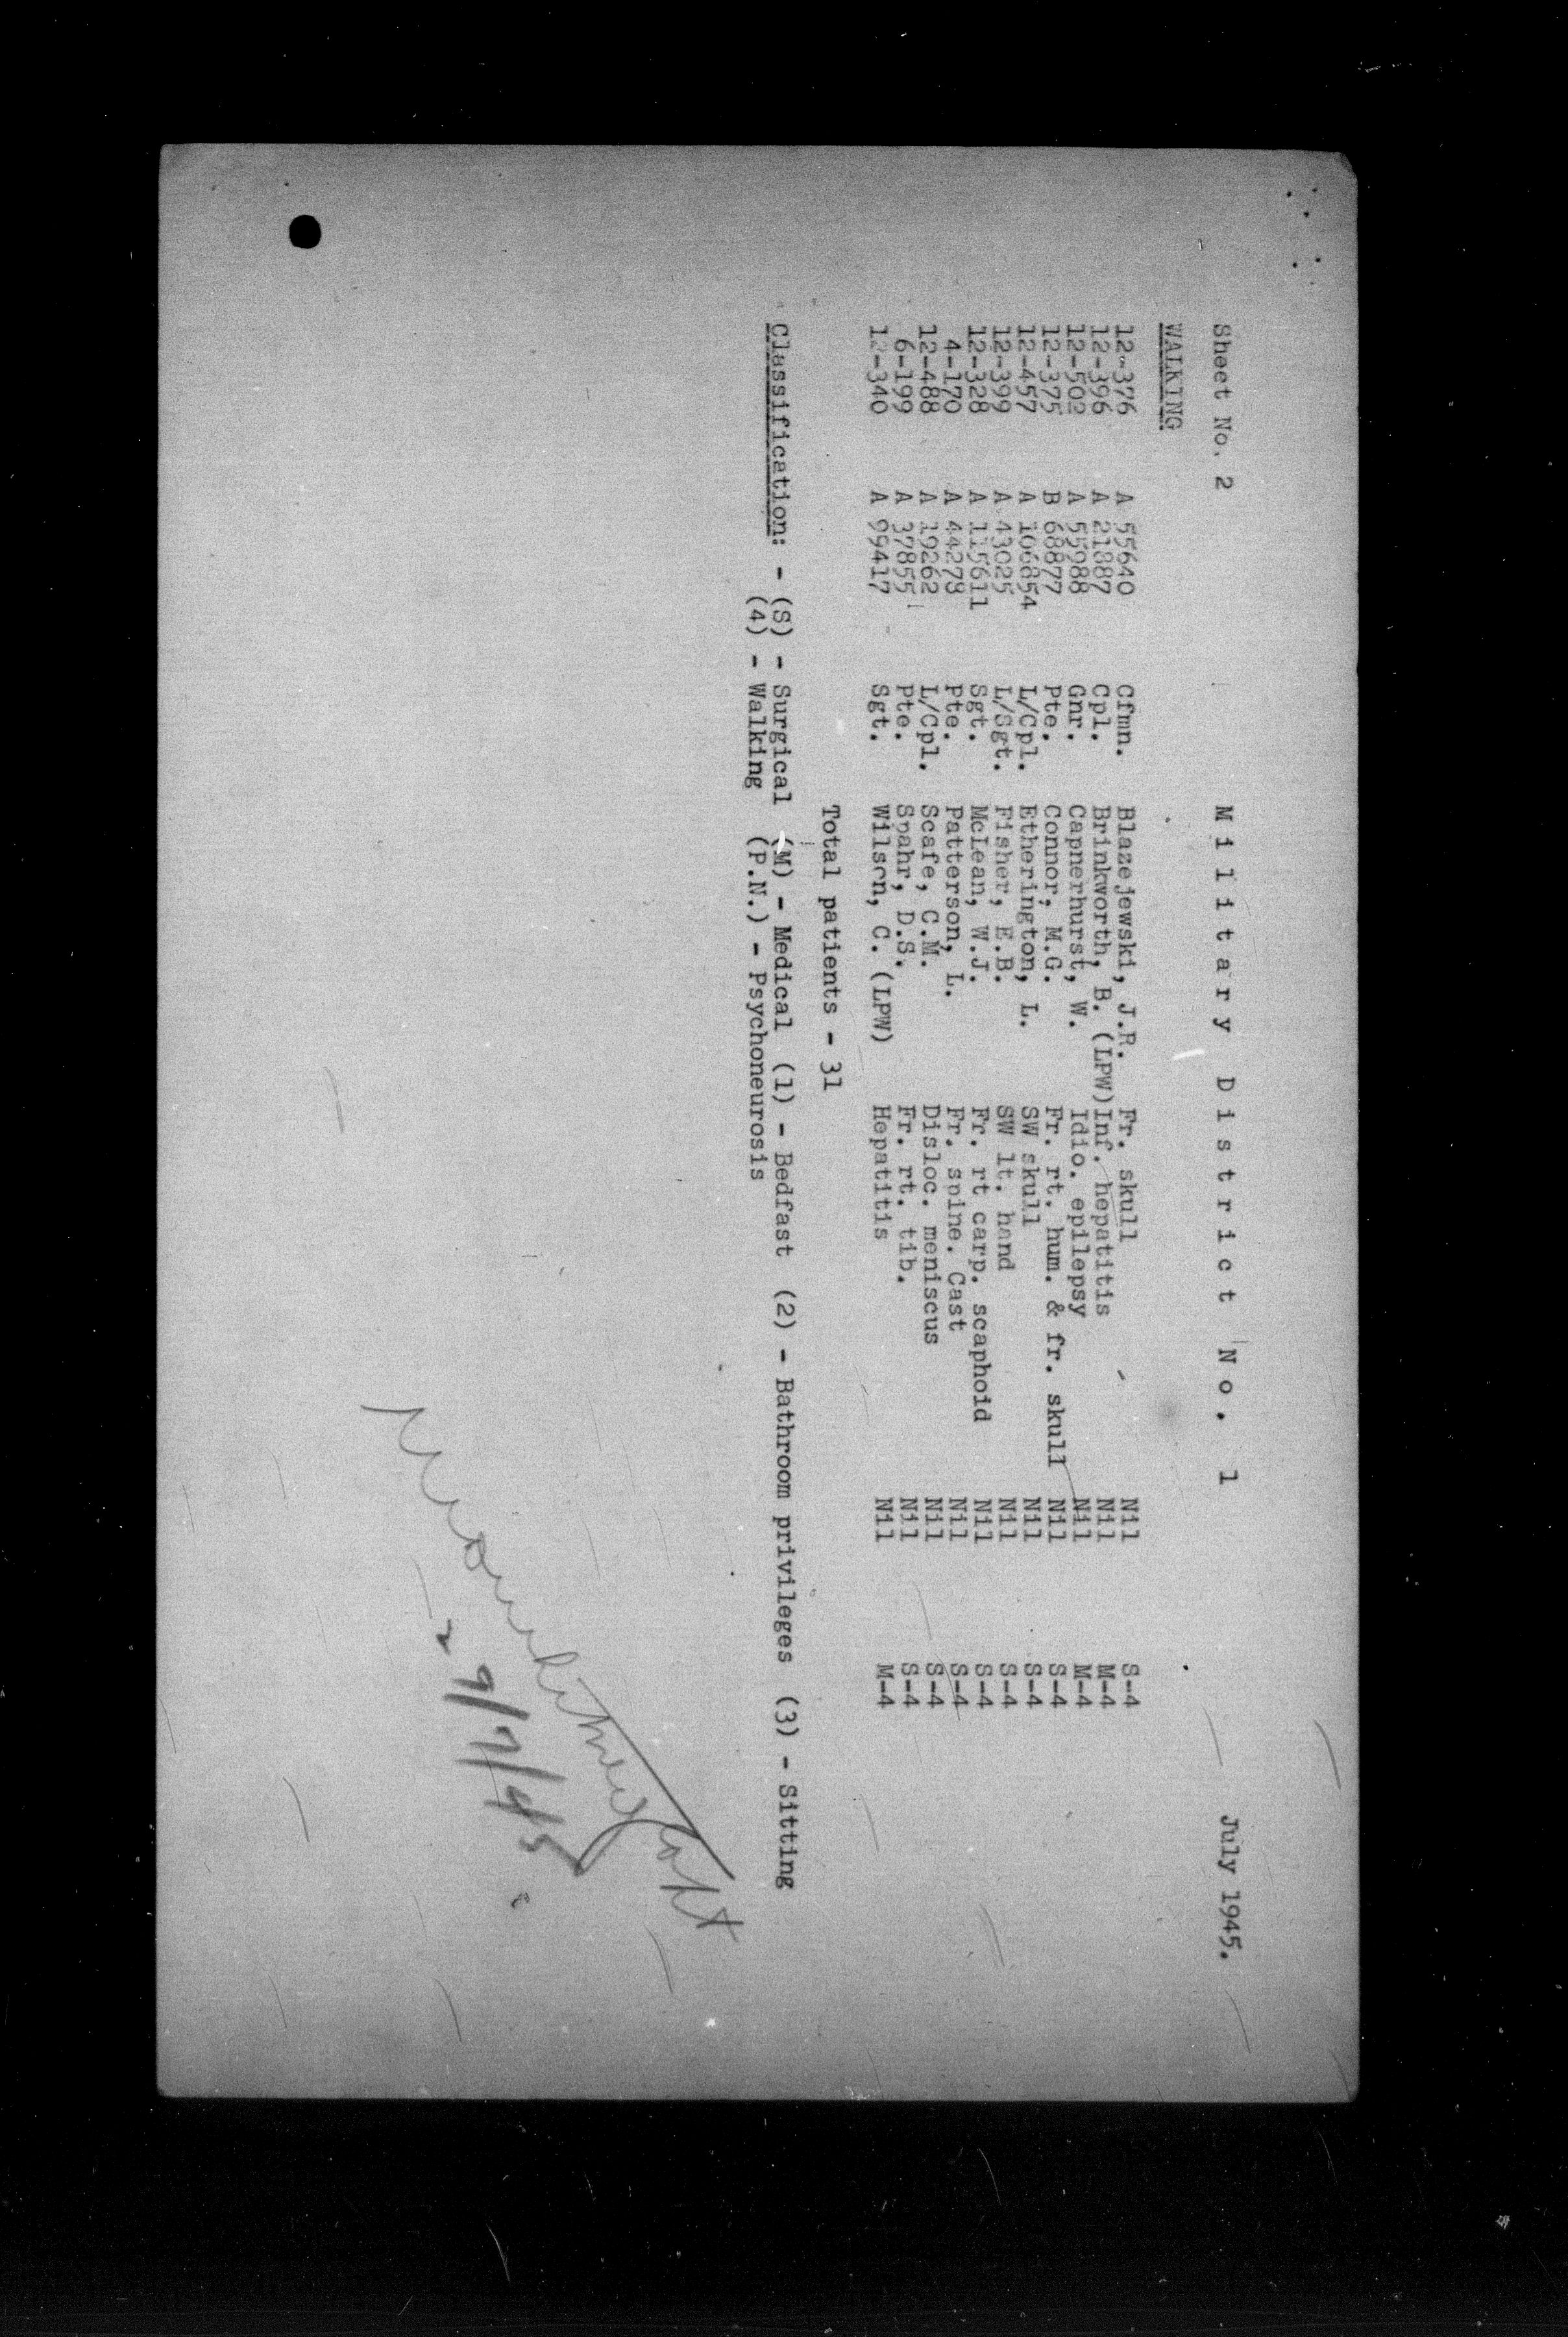 Sheet No. 2 Military District No. 1 July 1945.
WALKING
12-376 A 55640 Cfmn. Blazejewski, J.R. Fr. skull Nil S-4
12-396 A 21887 Cpl. Brinkworth, B. (LPW) Inf. hepatitis Nil M-4
12-502 A 55988 Gnr. Capnerhurst, W. Idio. epilepsy Nil M-4
12-375 B 68877 Pte. Connor, M.G. Fr. rt. hum. & fr. skull Nil S-4
12-457 A 106854 L/Cpl. Etherington, L. SW skull Nil S-4
12-399 A 43025 L/Sgt. Fisher, E.B. SW lt. hand Nil S-4
12-328 A 115611 Sgt. McLean, W.J. Fr. rt carp. scaphoid Nil S-4
4-170 A 44278 Pte. Patterson, L. Fr. spine. Cast Nil S-4
12-488 A 19262 L/Cpl. Scafe, C.M. Disloc. meniscus Nil S-4
6-199 A 37855 Pte. Spahr, D.S. Fr. rt. tib. Nil S-4
12-340 A 99417 Sgt. Wilson, C. (LPW) Hepatitis Nil M-4
Total patients - 31
Classification: - (S) - Surgical (M) - Medical (1) - Bedfast (2) - Bathroom privileges (3) - Sitting
(4) - Walking (P.N.) - Psychoneurosis
Capt
9/7/45